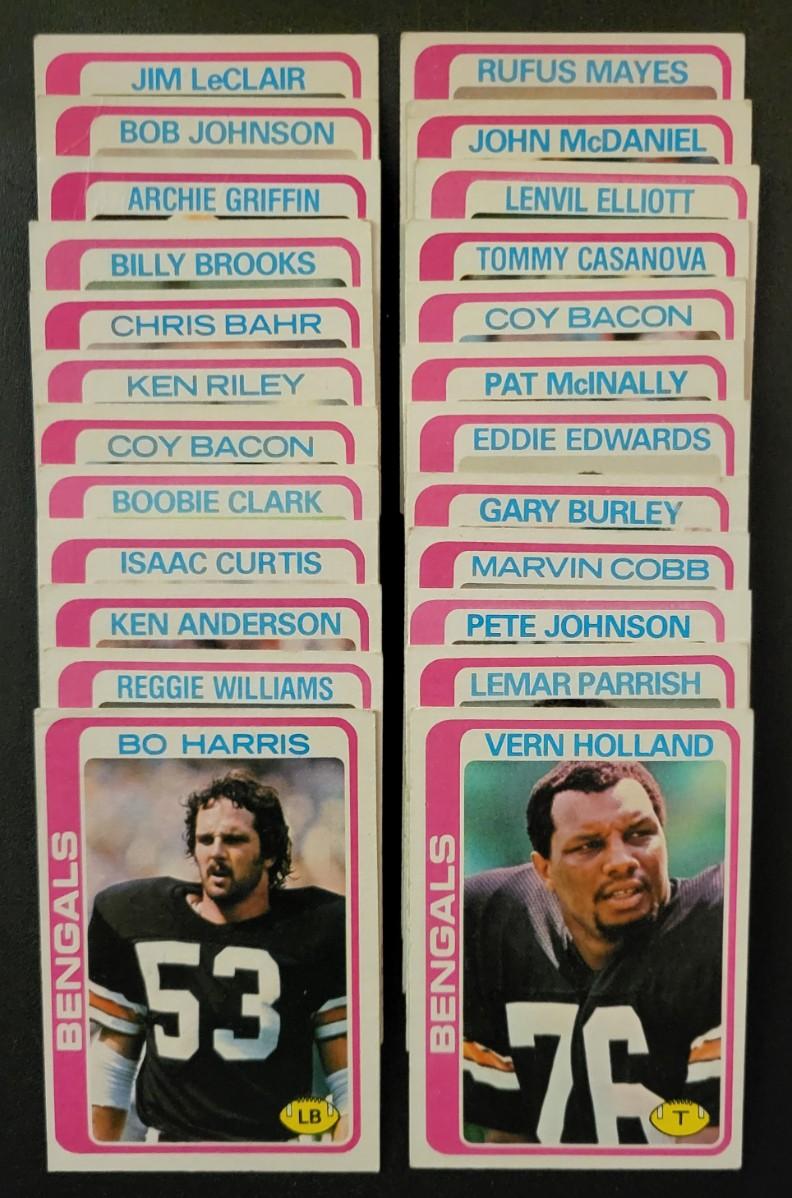 JIM LeCLAIR
BOB JOHNSON
ARCHIE GRIFFIN
BILLY BROOKS
CHRIS BAHR
KEN RILEY
COY BACON
BOOBIE CLARK
ISAAC CURTIS
KEN ANDERSON
REGGIE WILLIAMS
BO HARRIS
BENGALS
53
LB
RUFUS MAYES
JOHN McDANIEL
LENVIL ELLIOTT
TOMMY CASANOVA
COY BACON
PAT McINALLY
EDDIE EDWARDS
GARY BURLEY
MARVIN COBB
PETE JOHNSON
LEMAR PARRISH
VERN HOLLAND
BENGALS
76
T